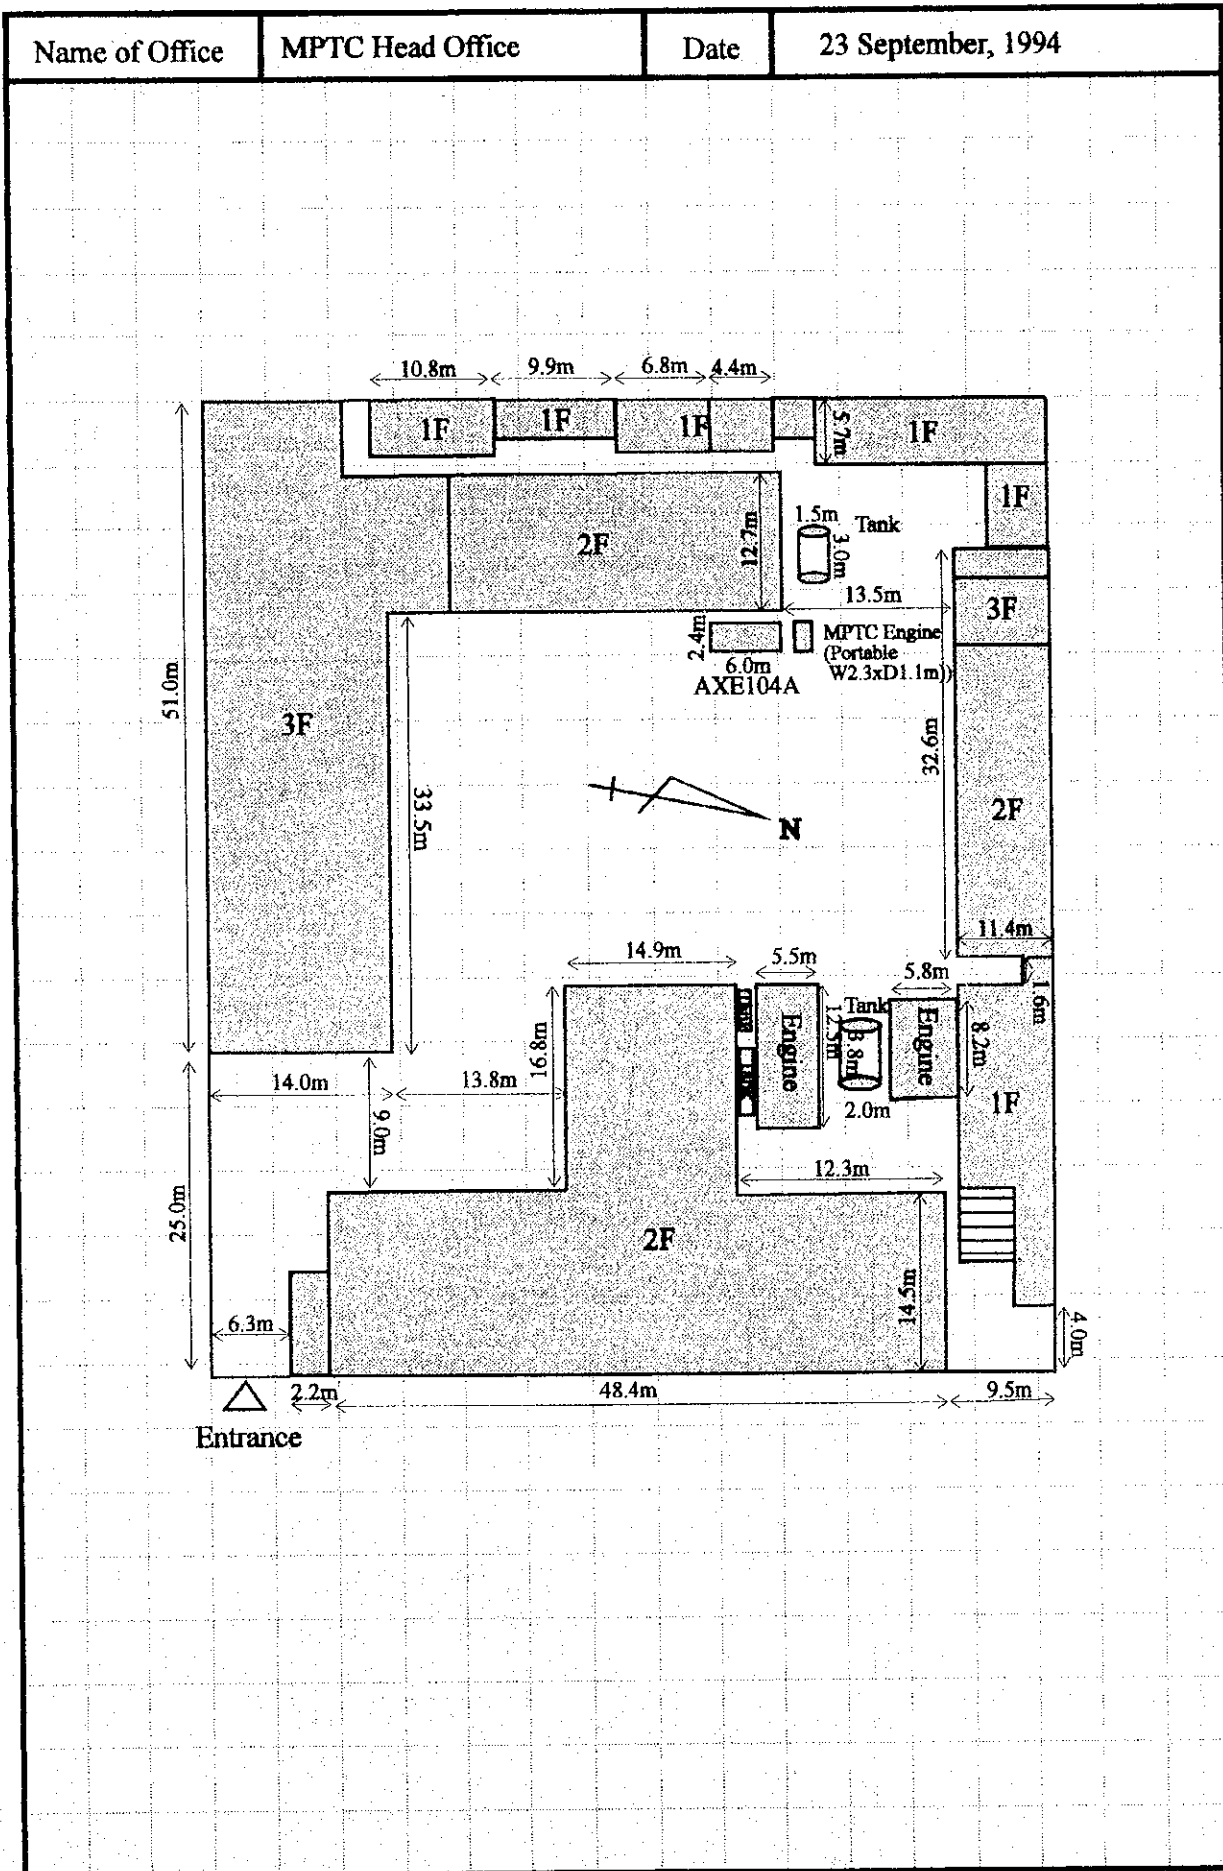 Name of Office
MPTC Head Office
Date
23 September, 1994
10.8m
9.9m
6.8m
4.4m
1F
1F
1F
5.7m
1F
1F
2F
12.7m
1.5m
Tank
3.0m
13.5m
3F
2.4m
6.0m
AXE104A
MPTC Engine
(Portable
W2.3xD1.1m))
51.0m
3F
33.5m
32.6m
N
2F
11.4m
14.9m
5.5m
5.8m
1.6m
16.8m
Engine
Tank
3.8m
2.0m
Engine
8.2m
1F
14.0m
13.8m
9.0m
12.3m
25.0m
2F
14.5m
6.3m
4.0m
2.2m
48.4m
9.5m
Entrance